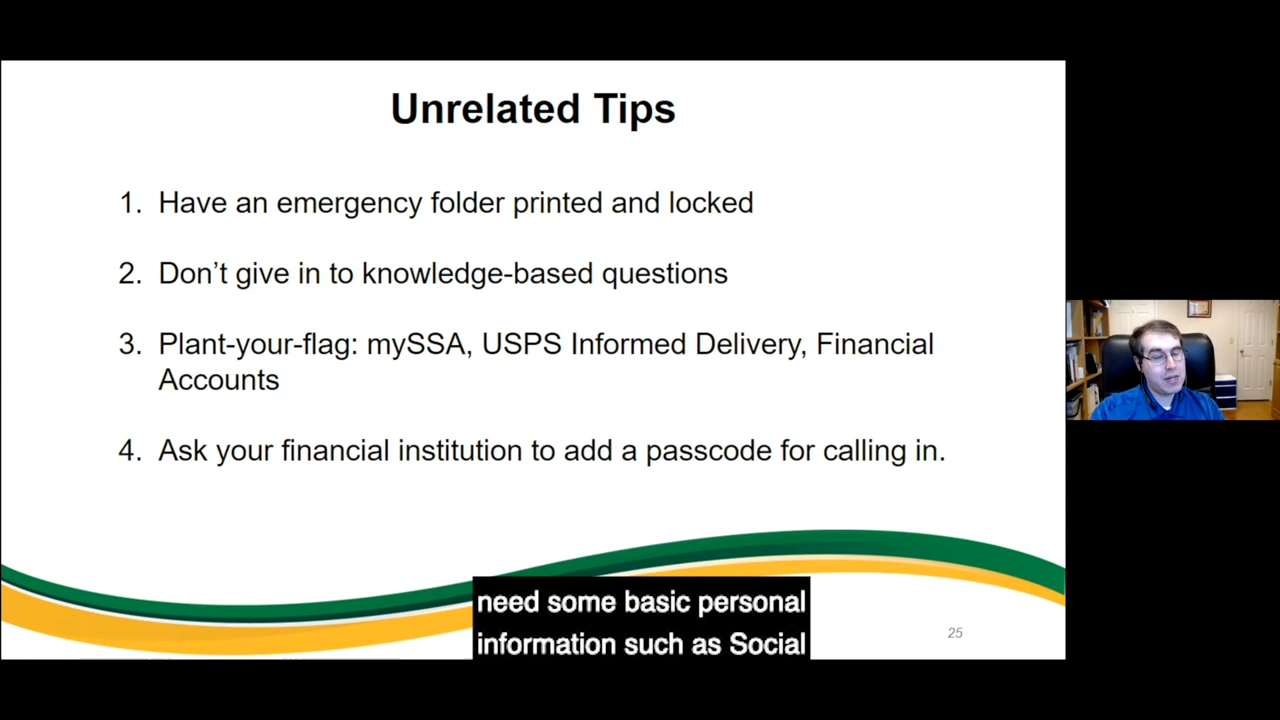 Unrelated Tips
1. Have an emergency folder printed and locked
2. Don’t give in to knowledge-based questions
3. Plant-your-flag: mySSA, USPS Informed Delivery, Financial
Accounts
4. Ask your financial institution to add a passcode for calling in.
need some basic personal
information such as Social
25